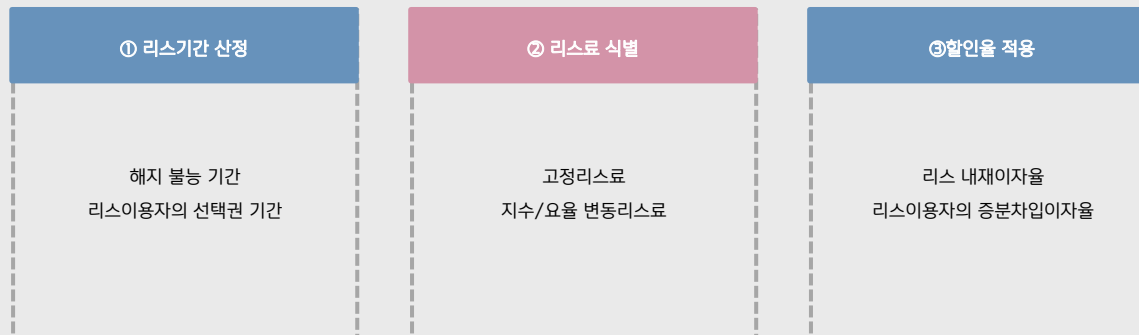 ① 리스기간 산정
해지 불능 기간
리스이용자의 선택권 기간
② 리스료 식별
고정리스료
지수/요율 변동리스료
③할인율 적용
리스 내재이자율
리스이용자의 증분차입이자율